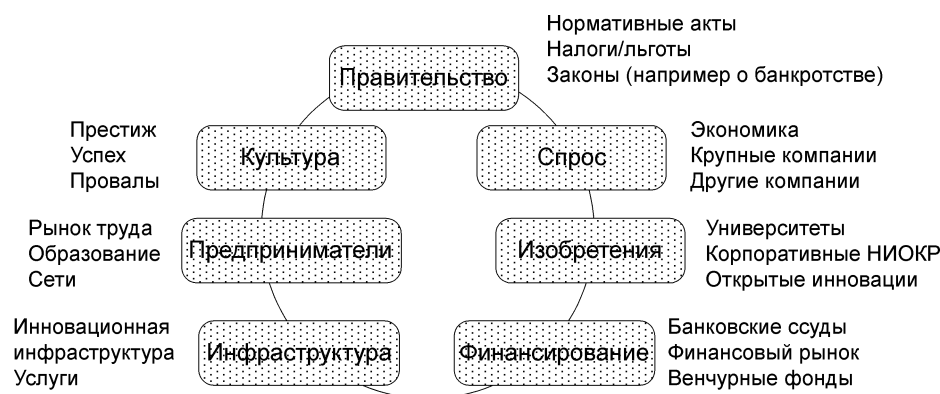 Нормативные акты
Налоги/льготы
Законы (например о банкротстве)
Правительство
Престиж
Успех
Провалы
Культура
Спрос
Экономика
Крупные компании
Другие компании
Рынок труда
Образование
Сети
Предприниматели
Изобретения
Университеты
Корпоративные НИОКР
Открытые инновации
Инновационная
инфраструктура
Услуги
Инфраструктура
Финансирование
Банковские ссуды
Финансовый рынок
Венчурные фонды